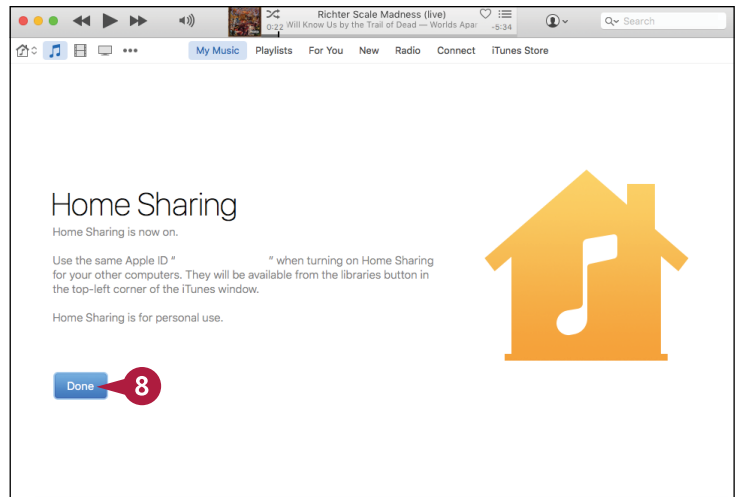 Richter Scale Madness (live)
0:22 Will Know Us by the Trail of Dead — Worlds Apar -5:34
Search
My Music Playlists For You New Radio Connect iTunes Store
Home Sharing
Home Sharing is now on.
Use the same Apple ID “ ” when turning on Home Sharing
for your other computers. They will be available from the libraries button in
the top-left corner of the iTunes window.
Home Sharing is for personal use.
Done 8